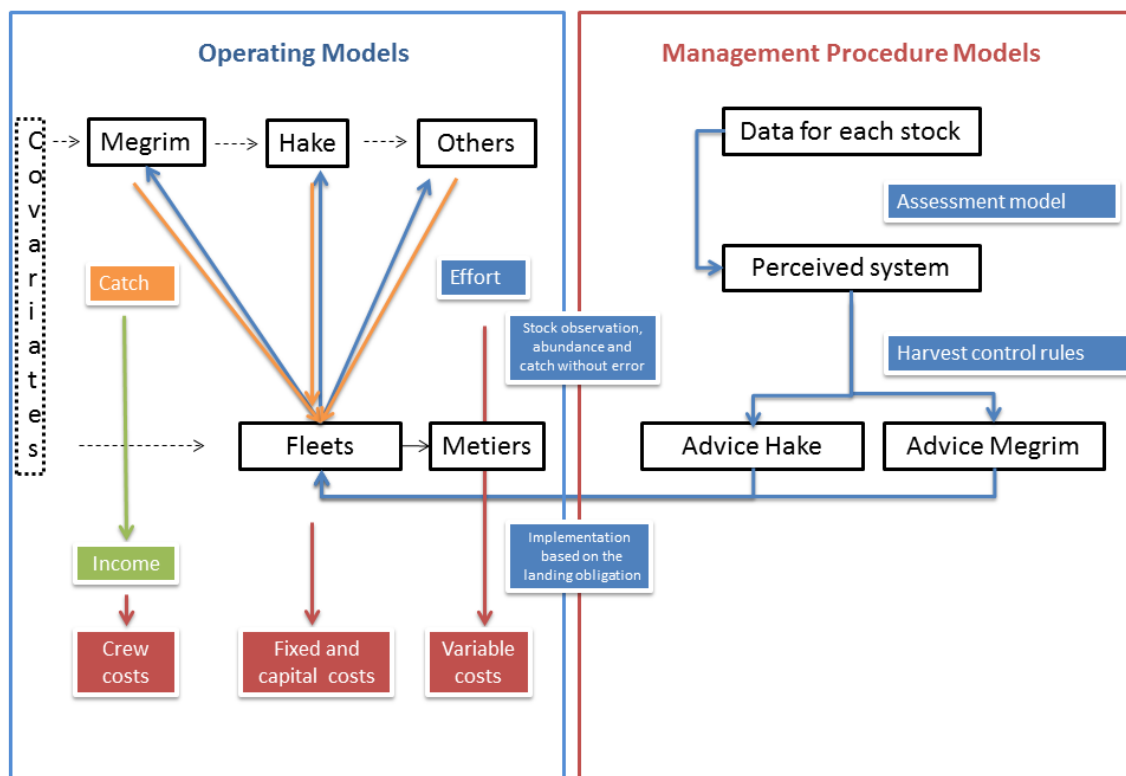 Operating Models
Management Procedure Models
Covariates
Megrim
Hake
Others
Data for each stock
Assessment model
Catch
Effort
Perceived system
Stock observation,
abundance and
catch without error
Harvest control rules
Fleets
Metiers
Advice Hake
Advice Megrim
Implementation
based on the
landing obligation
Income
Crew
costs
Fixed and
capital costs
Variable
costs